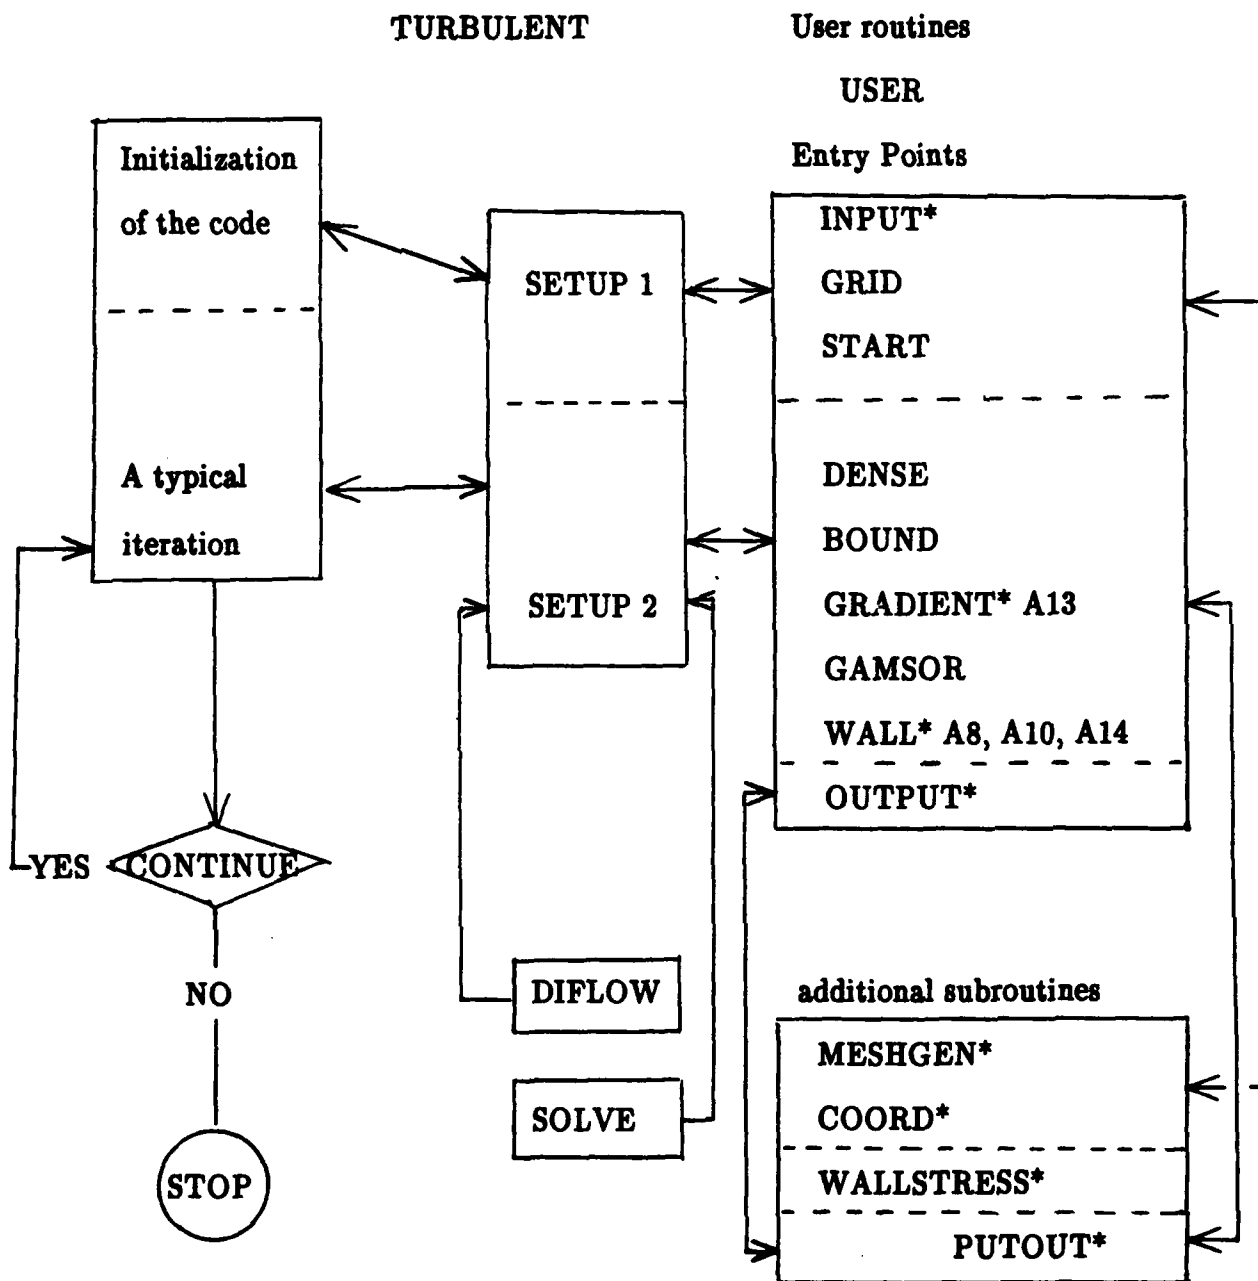 TURBULENT
User routines
USER
Entry Points
Initialization
of the code
A typical
iteration
YES
CONTINUE
NO
STOP
SETUP 1
SETUP 2
DIFLOW
SOLVE
INPUT*
GRID
START
DENSE
BOUND
GRADIENT* A13
GAMSOR
WALL* A8, A10, A14
OUTPUT*
additional subroutines
MESHGEN*
COORD*
WALLSTRESS*
PUTOUT*